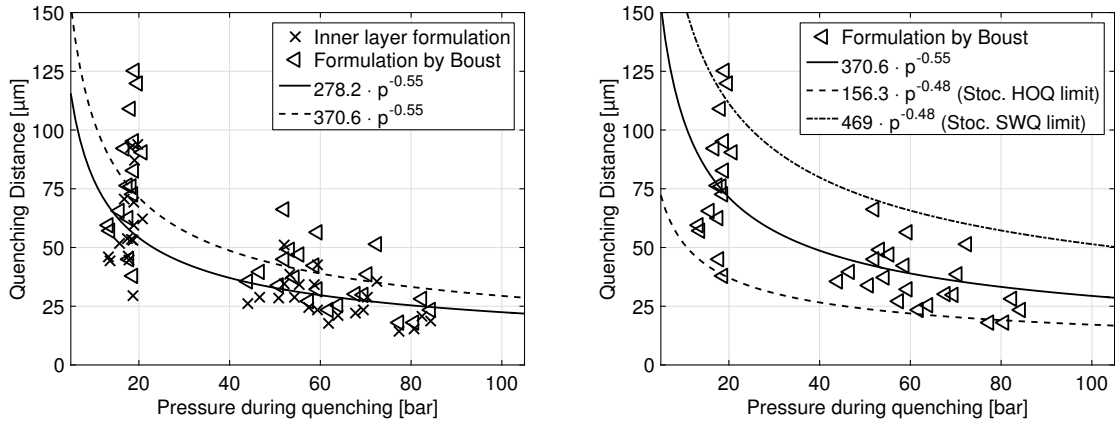 150
125
100
75
50
25
0
Quenching Distance [µm]
20
40
60
80
100
Pressure during quenching [bar]
Inner layer formulation
Formulation by Boust
278.2 · p^-0.55
370.6 · p^-0.55
150
125
100
75
50
25
0
Quenching Distance [µm]
20
40
60
80
100
Pressure during quenching [bar]
Formulation by Boust
370.6 · p^-0.55
156.3 · p^-0.48 (Stoc. HOQ limit)
469 · p^-0.48 (Stoc. SWQ limit)